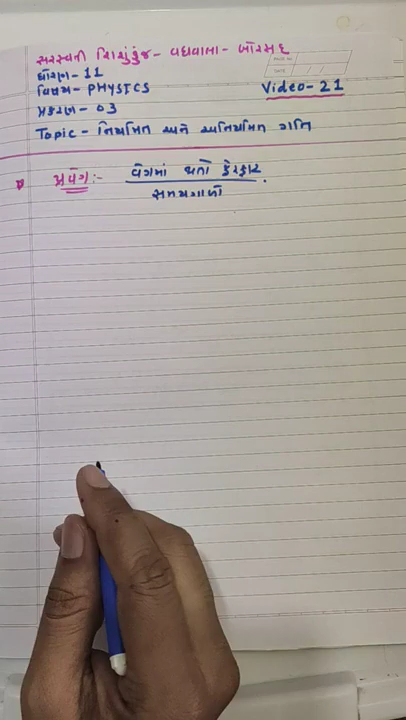 સરસ્વતી શિશુકુંજ - વઘવાલા - બોરસદ
ધોરણ - 11
વિષય - PHYSICS
Video - 21
પ્રકરણ - 03
Topic - નિયમિત અને અનિયમિત ગતિ
પ્રવેગ :- વેગમાં થતો ફેરફાર
સમયગાળો